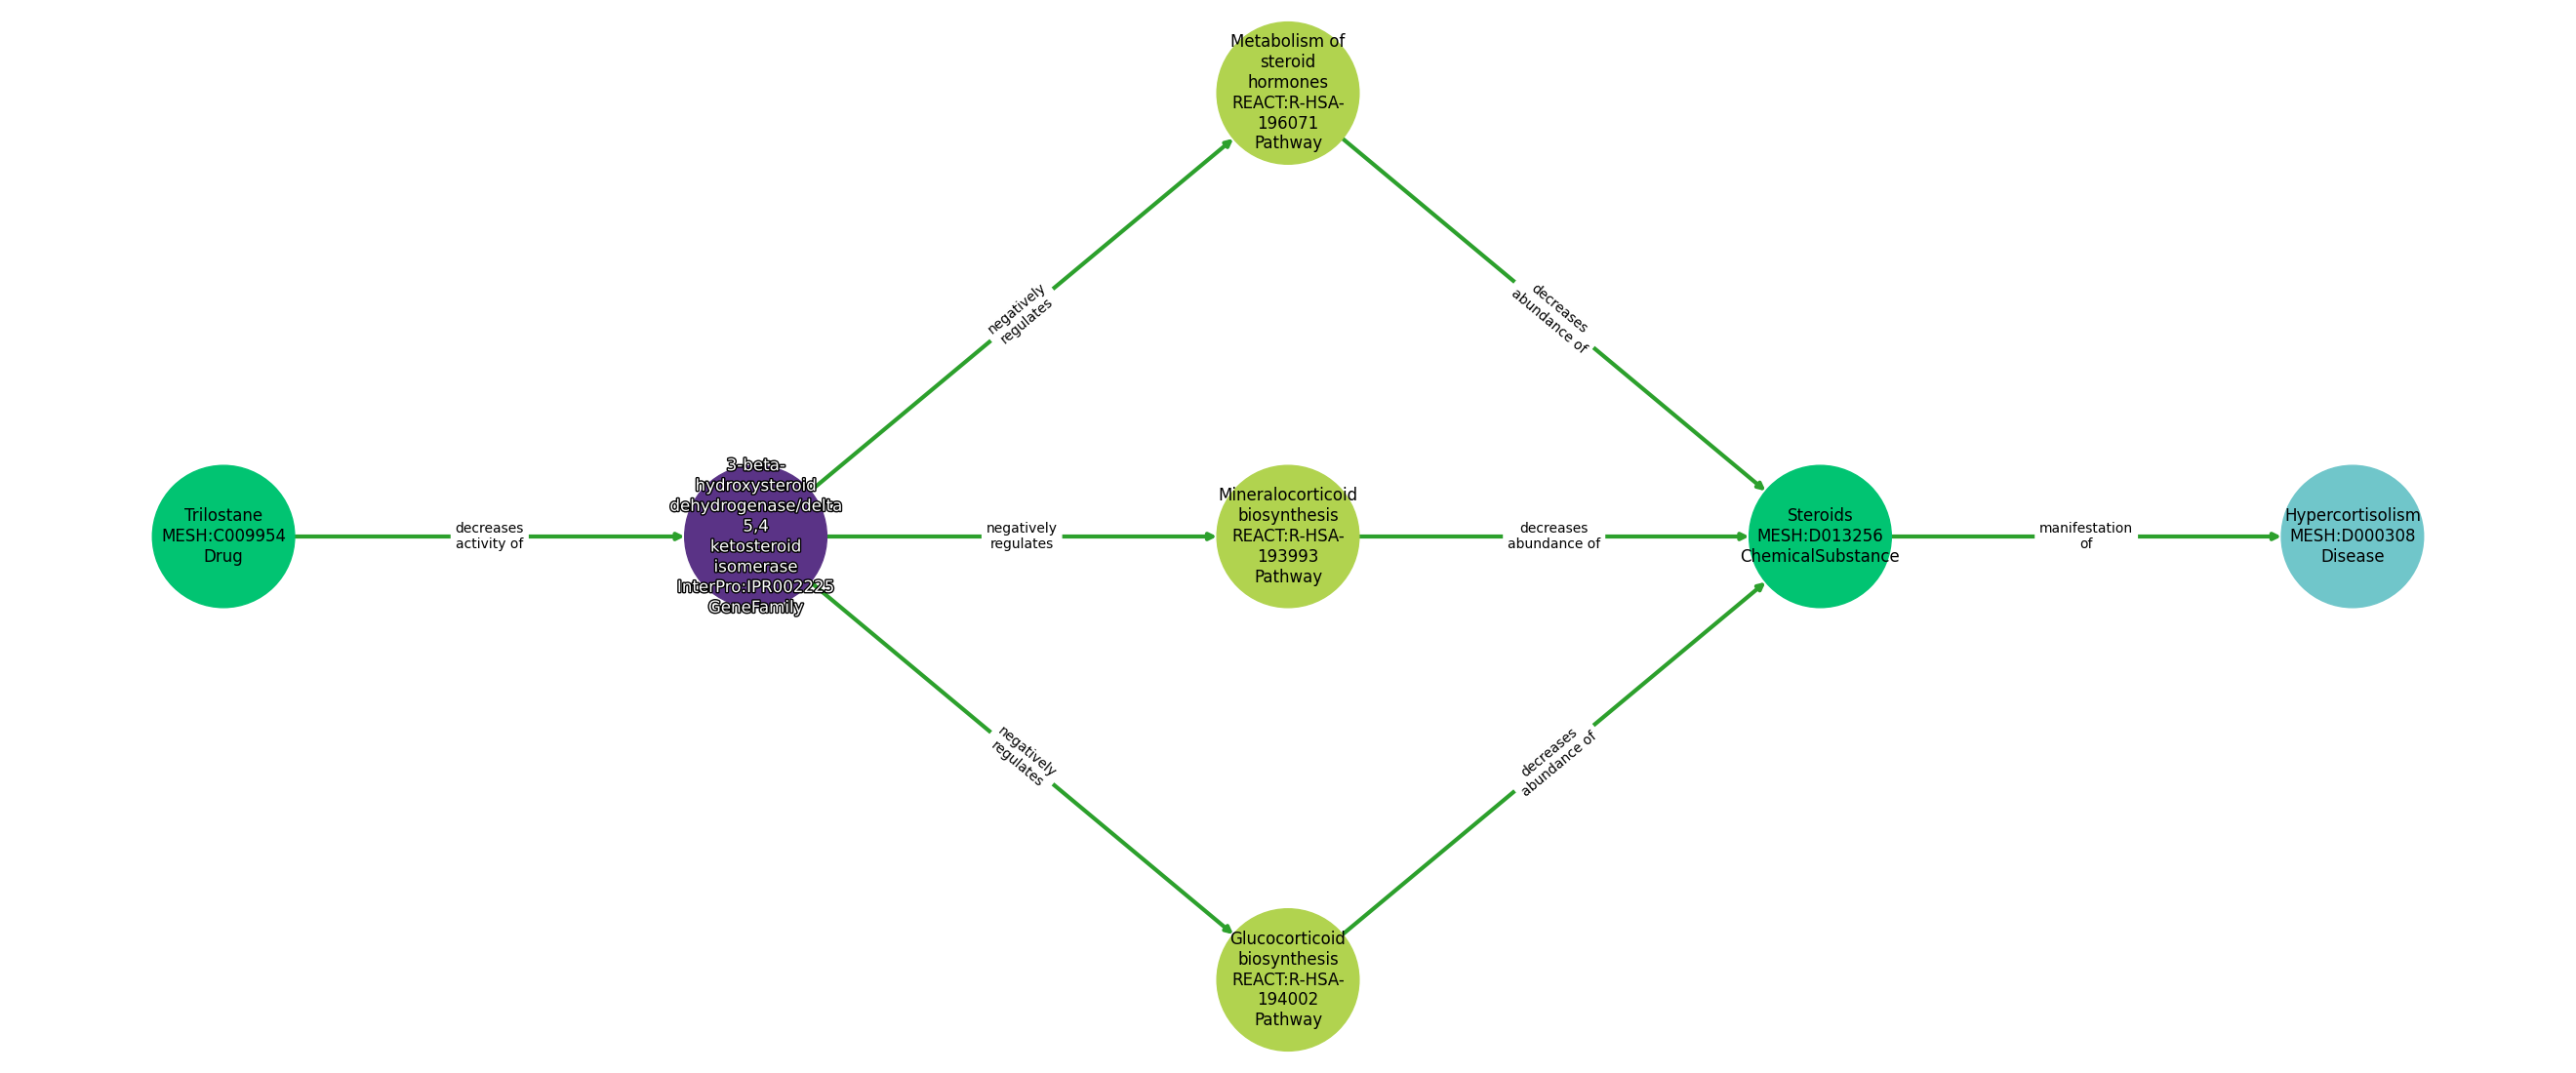 Metabolism of
steroid
hormones
REACT:R-HSA-
196071
Pathway
negatively
regulates
decreases
abundance of
Trilostane
MESH:C009954
Drug
decreases
activity of
3-beta-
hydroxysteroid
dehydrogenase/delta
5,4
ketosteroid
isomerase
InterPro:IPR002225
GeneFamily
negatively
regulates
Mineralocorticoid
biosynthesis
REACT:R-HSA-
193993
Pathway
decreases
abundance of
Steroids
MESH:D013256
ChemicalSubstance
manifestation
of
Hypercortisolism
MESH:D000308
Disease
negatively
regulates
decreases
abundance of
Glucocorticoid
biosynthesis
REACT:R-HSA-
194002
Pathway